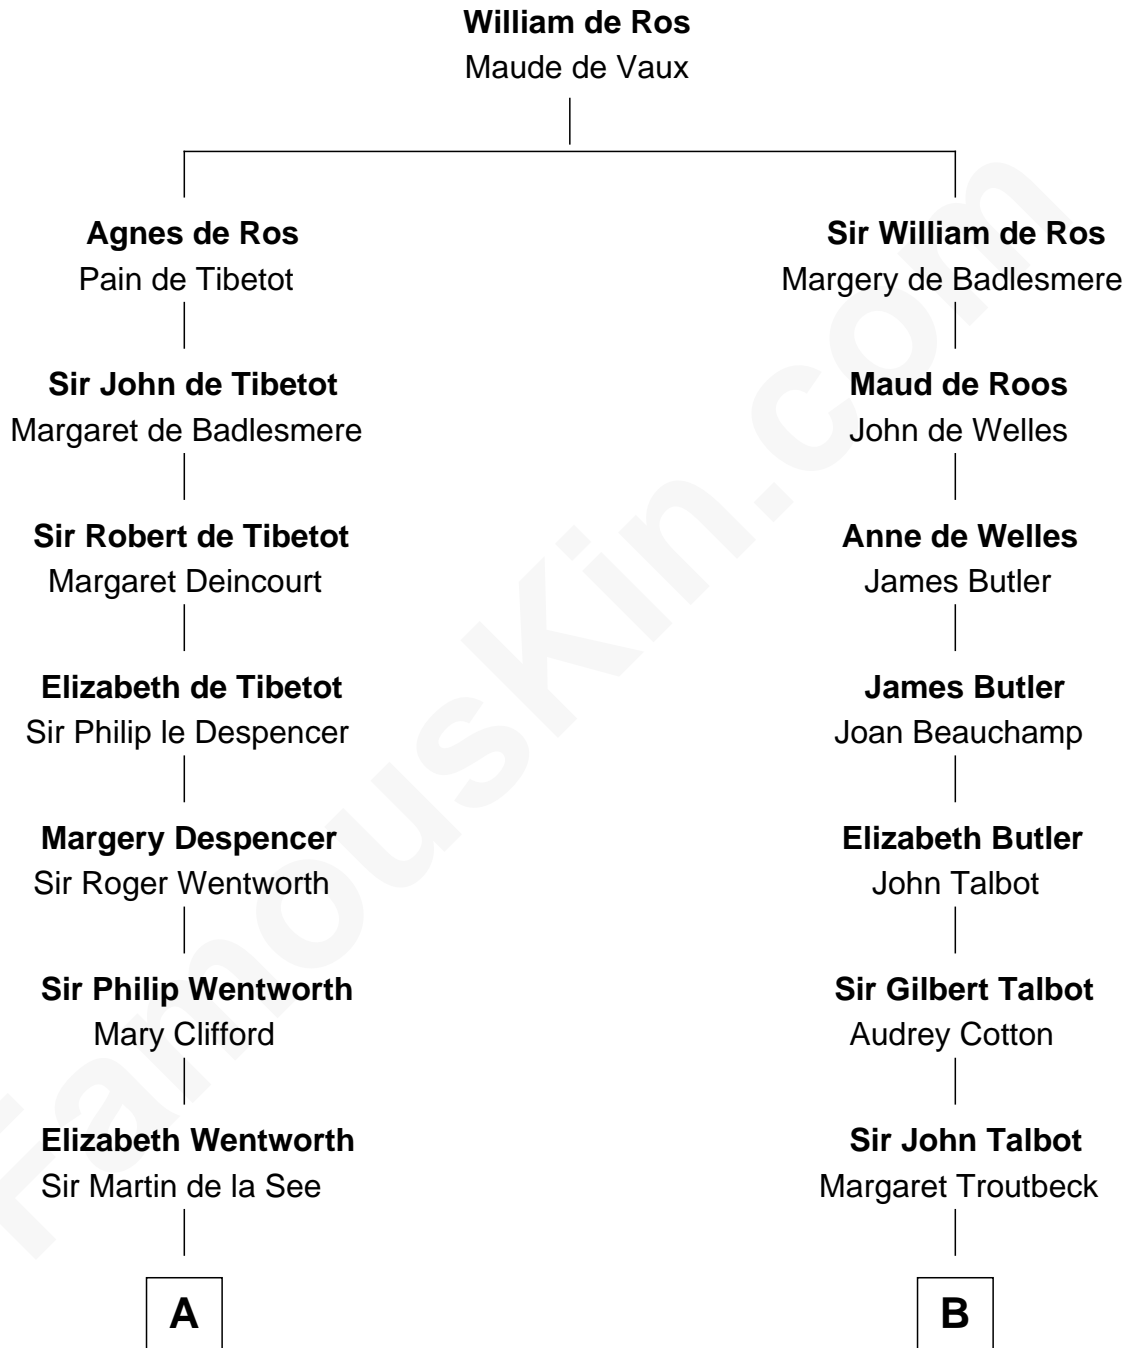 William de Ros
Maude de Vaux
Agnes de Ros
Pain de Tibetot
Sir William de Ros
Margery de Badlesmere
Sir John de Tibetot
Margaret de Badlesmere
Maud de Roos
John de Welles
Sir Robert de Tibetot
Margaret Deincourt
Anne de Welles
James Butler
Elizabeth de Tibetot
Sir Philip le Despencer
James Butler
Joan Beauchamp
Margery Despencer
Sir Roger Wentworth
Elizabeth Butler
John Talbot
Sir Philip Wentworth
Mary Clifford
Sir Gilbert Talbot
Audrey Cotton
Elizabeth Wentworth
Sir Martin de la See
Sir John Talbot
Margaret Troutbeck
A
B
FamousKin.com